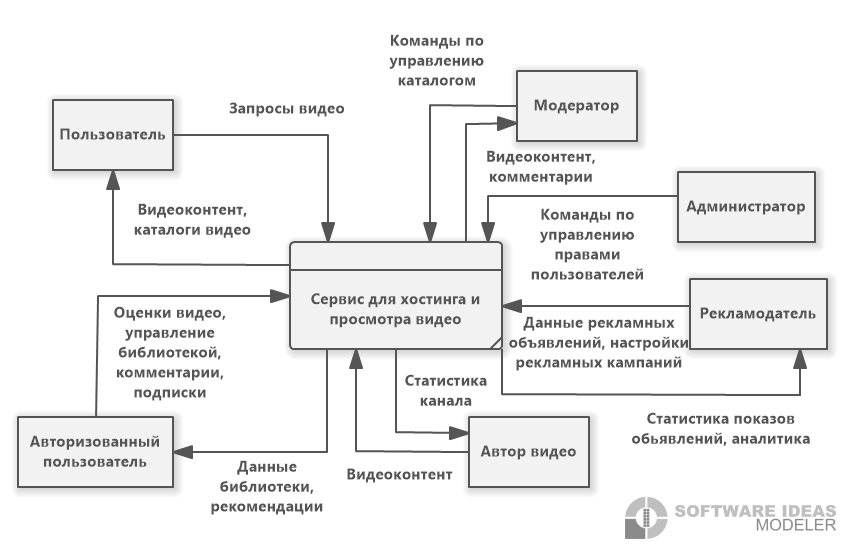 Команды по
управлению
каталогом
Модератор
Запросы видео
Пользователь
Видеоконтент,
комментарии
Администратор
Видеоконтент,
каталоги видео
Команды по
управлению
правами
пользователей
Сервис для хостинга и
просмотра видео
Рекламодатель
Оценки видео,
управление
библиотекой,
комментарии,
подписки
Данные рекламных
объявлений, настройки
рекламных кампаний
Статистика
канала
Статистика показов
обьявлений, аналитика
Авторизованный
пользователь
Автор видео
Данные
библиотеки,
рекомендации
Видеоконтент
SOFTWARE IDEAS
MODELER